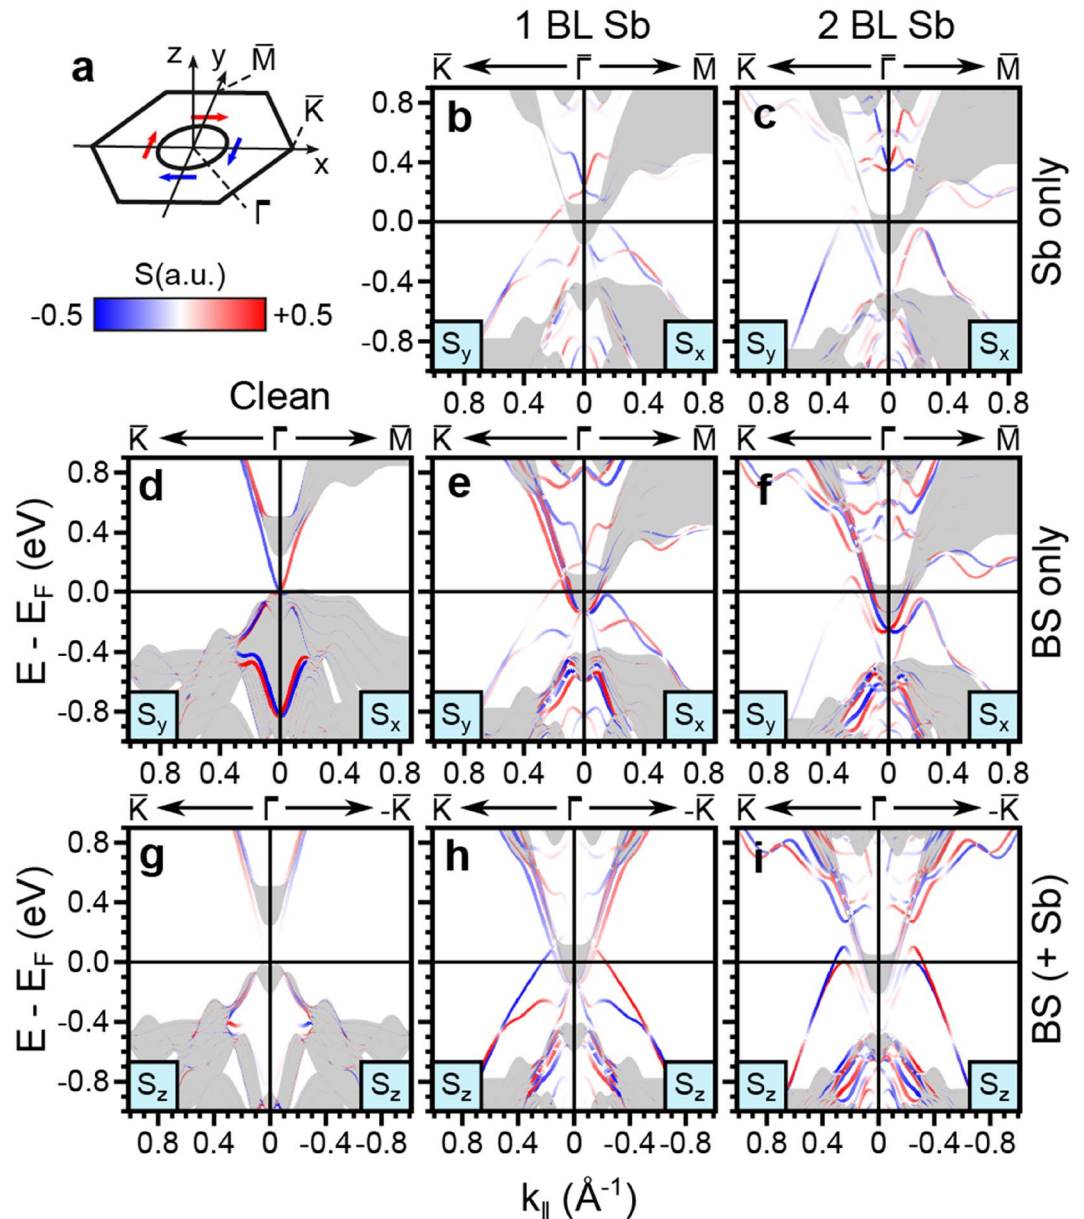 1 BL Sb 2 BL Sb
a z y M̅ K̅ x Γ̅
K̅ Γ̅ M̅ K̅ Γ̅ M̅
S(a.u.)
-0.5 +0.5
b c
0.8
0.4
0.0
-0.4
-0.8
Sy Sx Sy Sx
0.8 0.4 0 0.4 0.8 0.8 0.4 0 0.4 0.8
Sb only
Clean
K̅ Γ̅ M̅ K̅ Γ̅ M̅ K̅ Γ̅ M̅
d e f
E - EF (eV)
0.8
0.4
0.0
-0.4
-0.8
Sy Sx Sy Sx Sy Sx
0.8 0.4 0 0.4 0.8 0.8 0.4 0 0.4 0.8 0.8 0.4 0 0.4 0.8
BS only
K̅ Γ̅ -K̅ K̅ Γ̅ -K̅ K̅ Γ̅ -K̅
g h i
E - EF (eV)
0.8
0.4
0.0
-0.4
-0.8
Sz Sz Sz Sz Sz Sz
0.8 0.4 0 -0.4 -0.8 0.8 0.4 0 -0.4 -0.8 0.8 0.4 0 -0.4 -0.8
BS (+ Sb)
k|| (Å-1)